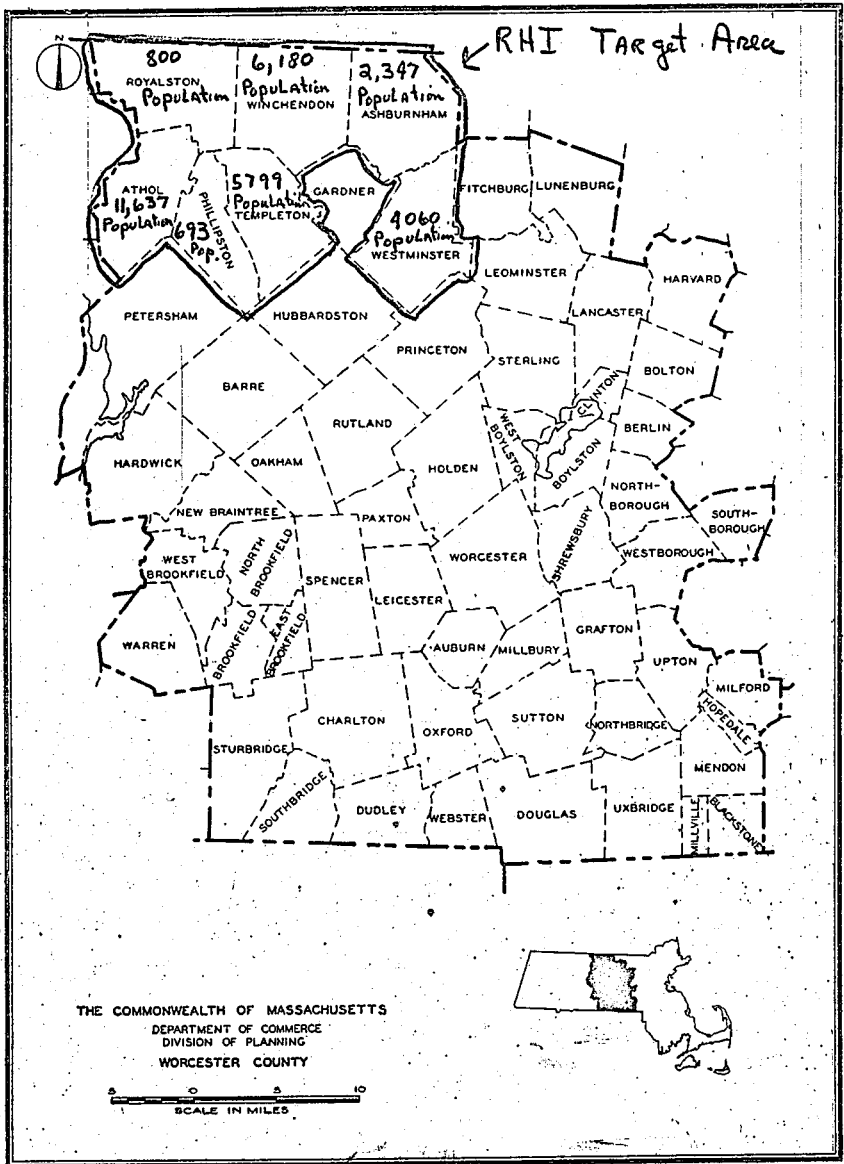 RHI TArget Area
N
800
ROYALSTON
Population
6,180
Population
WINCHENDON
2,347
Population
ASHBURNHAM
ATHOL
11,637
Population
PHILLIPSTON
693
Pop.
5799
Population
TEMPLETON
GARDNER
4060
Population
WESTMINSTER
FITCHBURG
LUNENBURG
LEOMINSTER
HARVARD
LANCASTER
PETERSHAM
HUBBARDSTON
PRINCETON
STERLING
BOLTON
BARRE
CLINTON
RUTLAND
WEST
BOYLSTON
BERLIN
HARDWICK
OAKHAM
HOLDEN
BOYLSTON
NORTH-
BOROUGH
SOUTH-
BOROUGH
NEW BRAINTREE
PAXTON
WORCESTER
SHREWSBURY
WESTBOROUGH
WEST
BROOKFIELD
NORTH
BROOKFIELD
SPENCER
LEICESTER
WARREN
BROOKFIELD
EAST
BROOKFIELD
AUBURN
MILLBURY
GRAFTON
UPTON
MILFORD
HOPEDALE
CHARLTON
OXFORD
SUTTON
NORTHBRIDGE
STURBRIDGE
MENDON
SOUTHBRIDGE
DUDLEY
WEBSTER
DOUGLAS
UXBRIDGE
MILLVILLE
BLACKSTONE
THE COMMONWEALTH OF MASSACHUSETTS
DEPARTMENT OF COMMERCE
DIVISION OF PLANNING
WORCESTER COUNTY
5 0 5 10
SCALE IN MILES